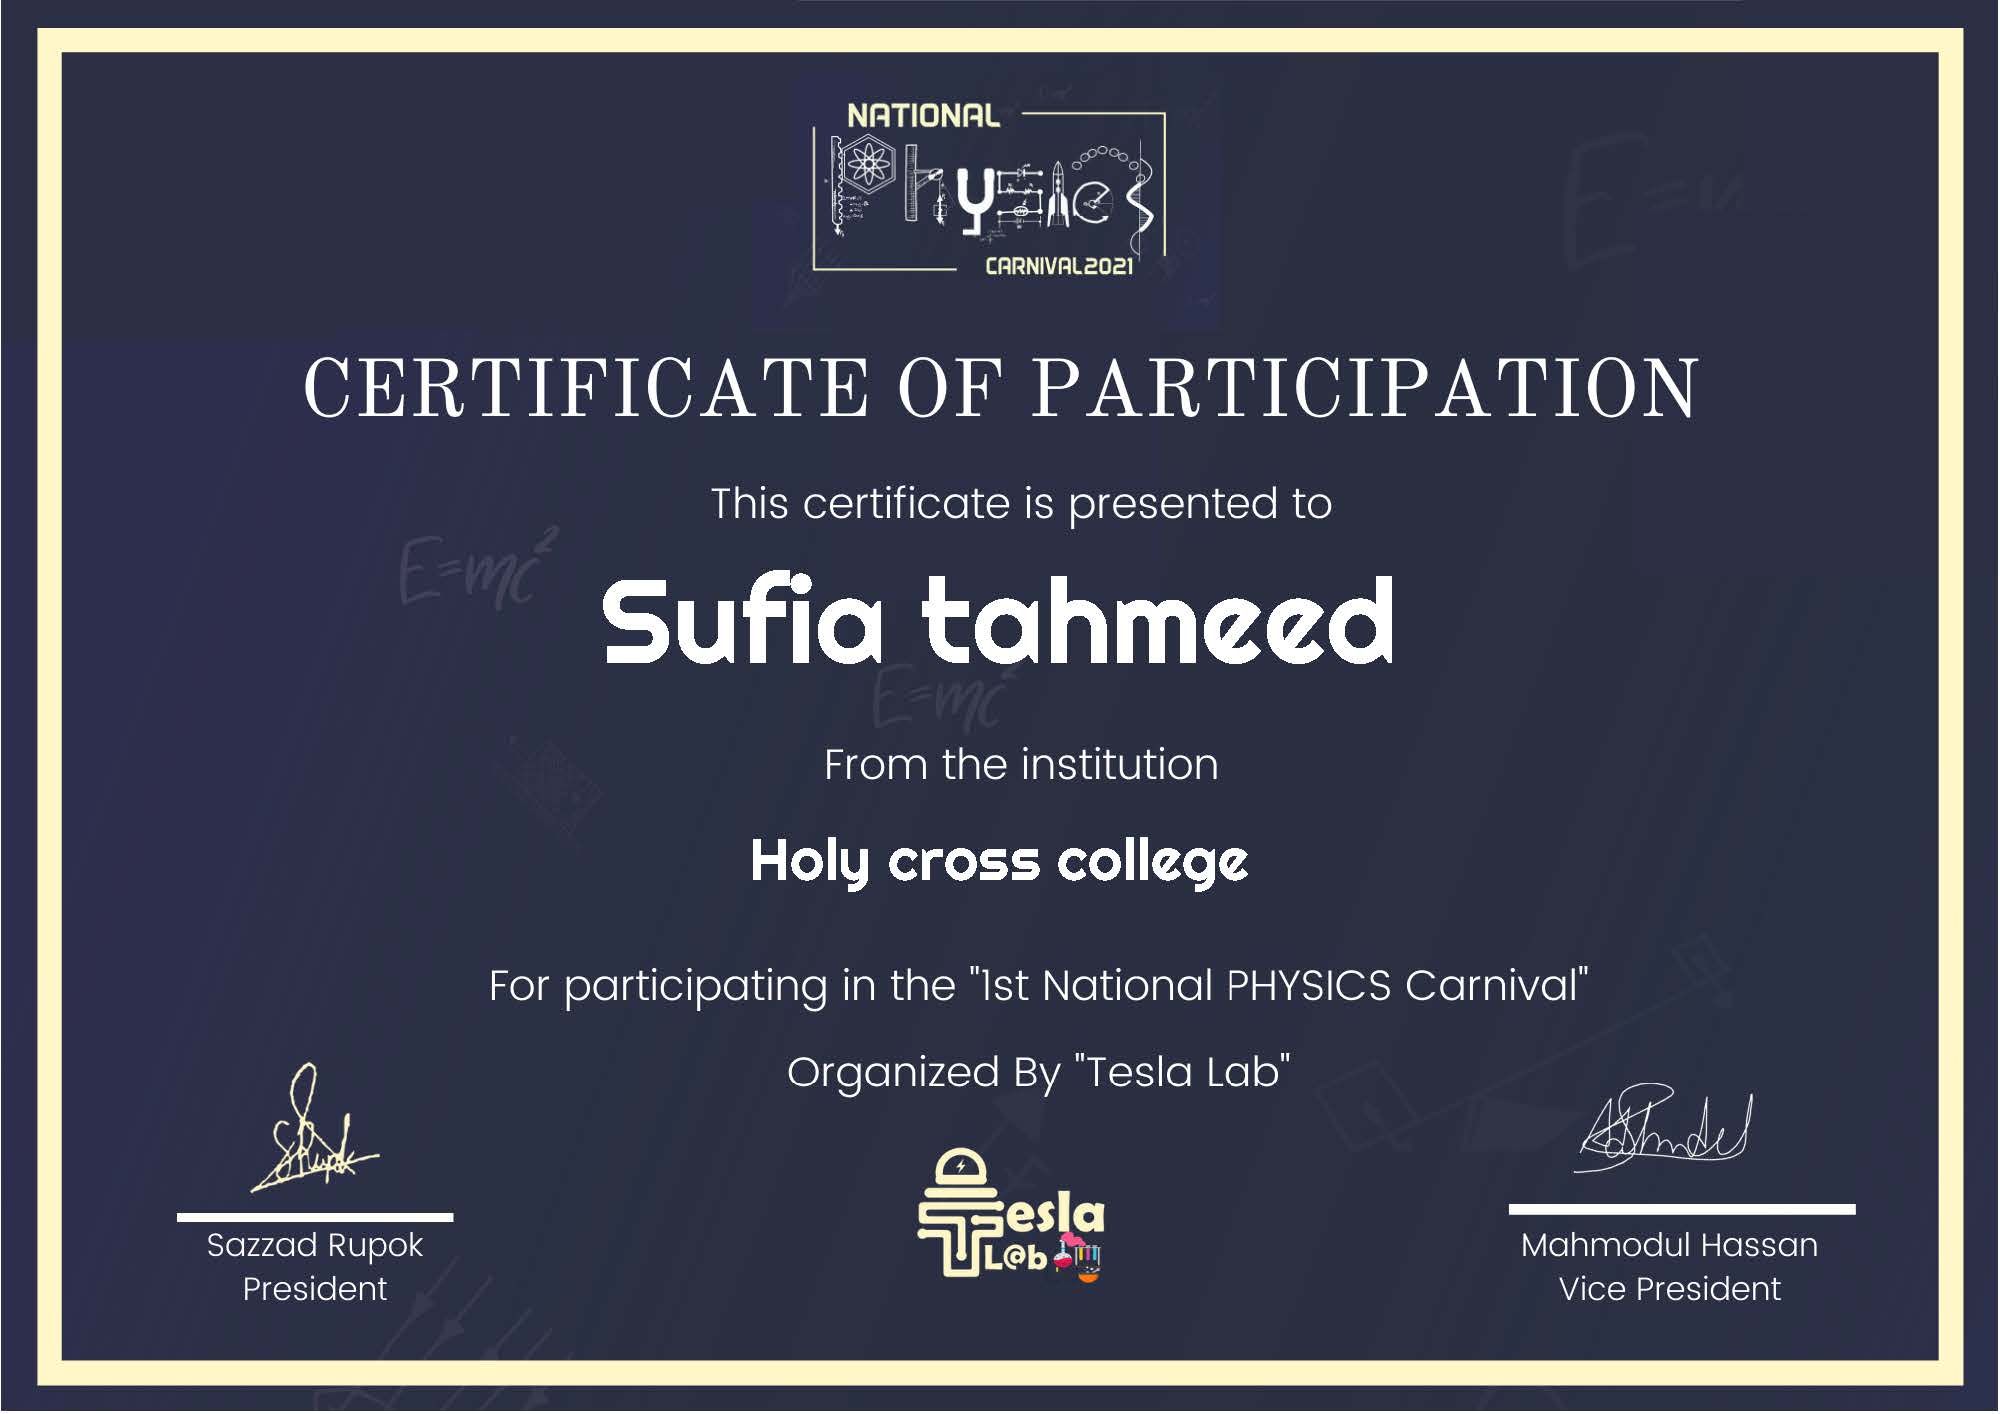 NATIONAL
Physics
CARNIVAL2021
CERTIFICATE OF PARTICIPATION
This certificate is presented to
E=mc²
Sufia tahmeed
E=mc²
From the institution
Holy cross college
For participating in the "1st National PHYSICS Carnival"
Organized By "Tesla Lab"
Tesla
L@b
Sazzad Rupok
President
Mahmodul Hassan
Vice President